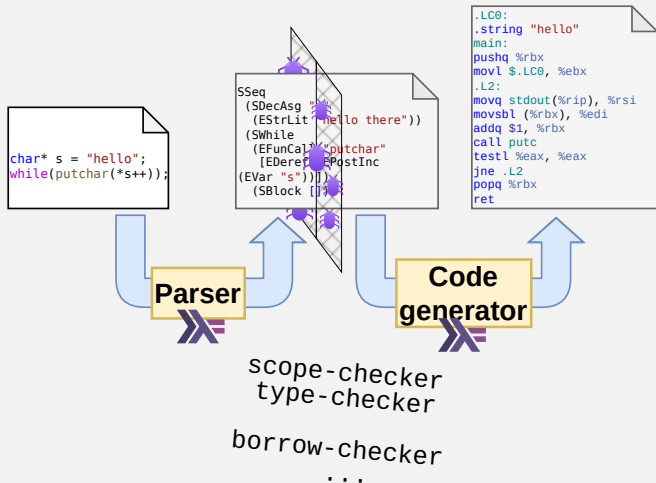 char* s = "hello";
while(putchar(*s++));
SSeq
(SDecAsg "
(EStrLit "hello there"))
(SWhile
(EFunCal "putchar"
[EDeref EPostInc
(EVar "s"))])
(SBlock [])
.LC0:
.string "hello"
main:
pushq %rbx
movl $.LC0, %ebx
.L2:
movq stdout(%rip), %rsi
movsbl (%rbx), %edi
addq $1, %rbx
call putc
testl %eax, %eax
jne .L2
popq %rbx
ret
Parser
Code
generator
scope-checker
type-checker
borrow-checker
...